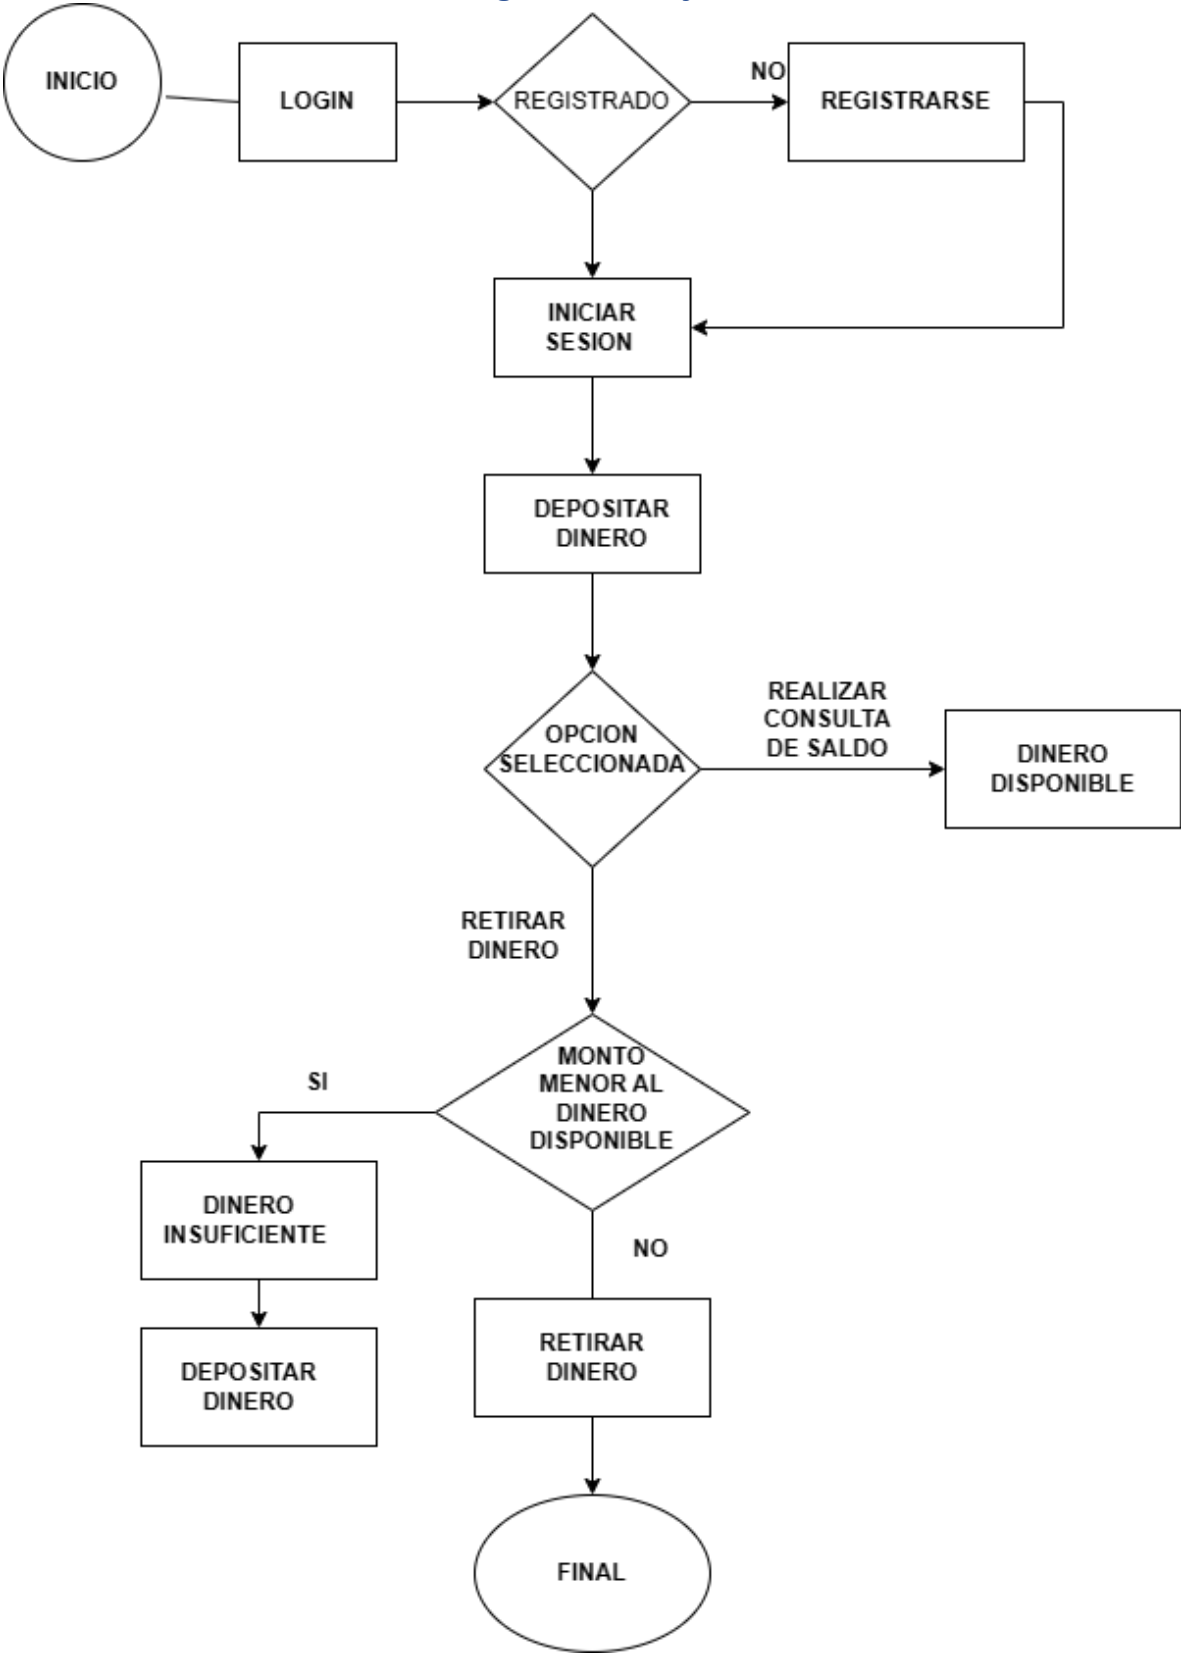 INICIO
LOGIN
REGISTRADO
NO
REGISTRARSE
INICIAR
SESION
DEPOSITAR
DINERO
OPCION
SELECCIONADA
REALIZAR
CONSULTA
DE SALDO
DINERO
DISPONIBLE
RETIRAR
DINERO
MONTO
MENOR AL
DINERO
DISPONIBLE
SI
DINERO
INSUFICIENTE
DEPOSITAR
DINERO
NO
RETIRAR
DINERO
FINAL